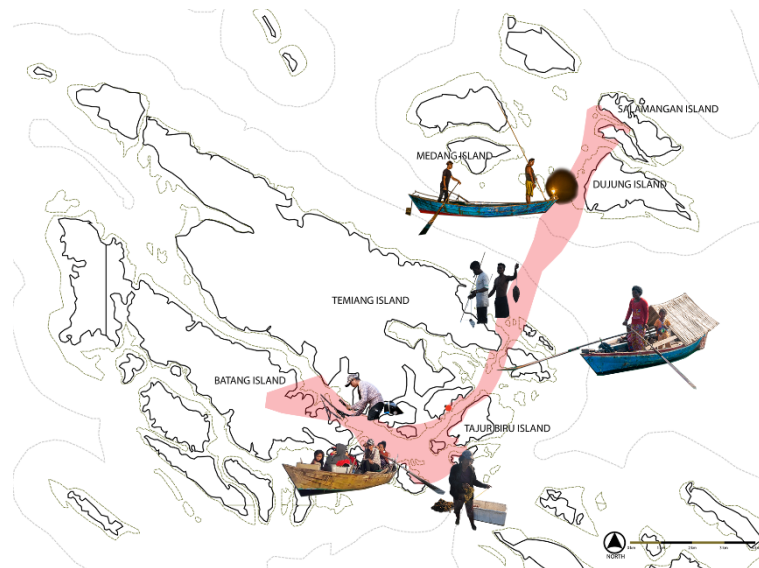 SALAMANGAN ISLAND
MEDANG ISLAND
DUJUNG ISLAND
TEMIANG ISLAND
BATANG ISLAND
TAJUR BIRU ISLAND
NORTH